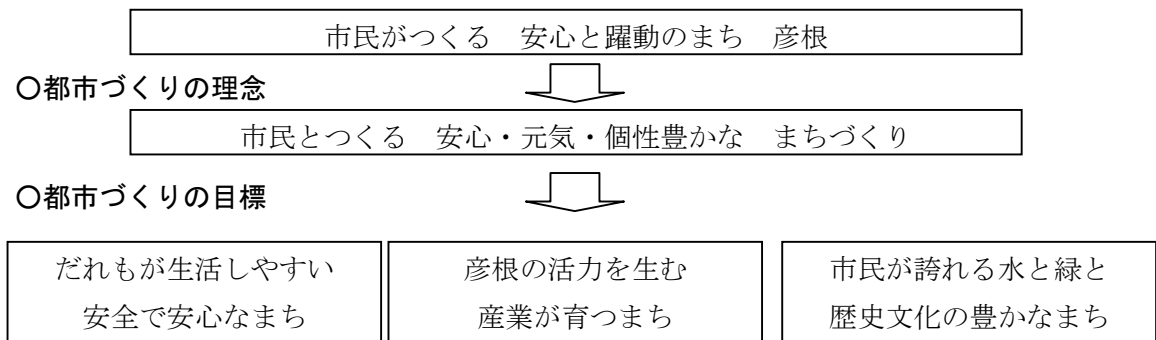 市民がつくる　安心と躍動のまち　彦根
〇都市づくりの理念
市民とつくる　安心・元気・個性豊かな　まちづくり
〇都市づくりの目標
だれもが生活しやすい
安全で安心なまち
彦根の活力を生む
産業が育つまち
市民が誇れる水と緑と
歴史文化の豊かなまち